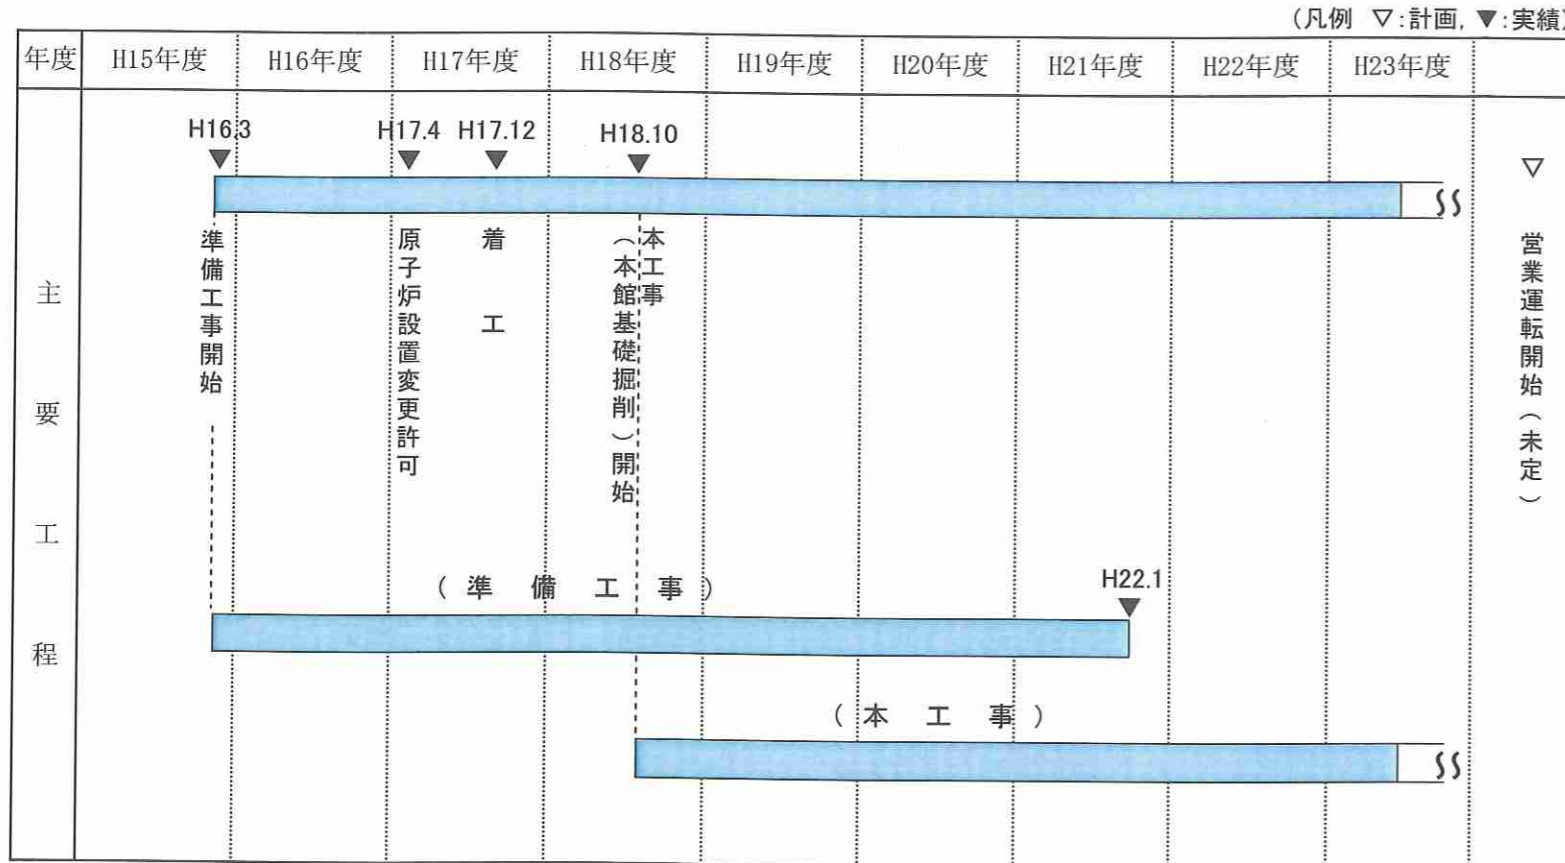 (凡例 ▽:計画, ▼:実績)
年度 H15年度 H16年度 H17年度 H18年度 H19年度 H20年度 H21年度 H22年度 H23年度
主要工程
H16.3 H17.4 H17.12 H18.10
▼ ▼ ▼ ▼ ▽
準備工事開始
原子炉設置変更許可
着工
本工事
(本館基礎掘削)開始
営業運転開始(未定)
(準備工事)
H22.1
▼
(本工事)